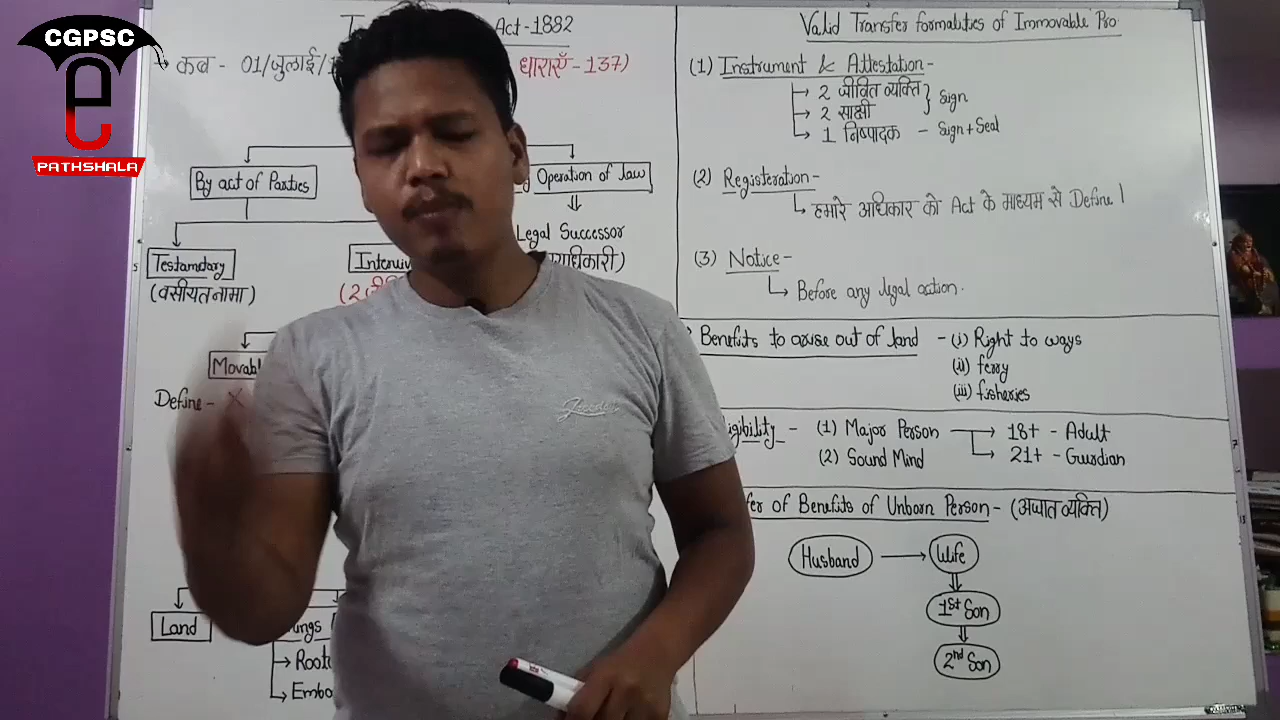 CGPSC
PATHSHALA
Act-1882
कब - 01/जुलाई/1
धाराएँ - 137)
By act of Parties
Operation of law
Legal Successor
Testamentary
(वसीयतनामा)
Movabl
Define - ×
Land
Root
Valid Transfer formalities of Immovable Pro.
(1) Instrument & Attestation -
2 जीवित व्यक्ति
2 साक्षी
} Sign
1 निष्पादक - Sign + Seal
(2) Registeration -
हमारे अधिकार को Act के माध्यम से Define।
(3) Notice -
Before any legal action.
Benefits to arise out of land - (i) Right to ways
(ii) ferry
(iii) fisheries
(1) Major Person → 18+ - Adult
21+ - Gurdian
(2) Sound Mind
of Benefits of Unborn Person - (अजात व्यक्ति)
Husband → Wife
1st Son
2nd Son